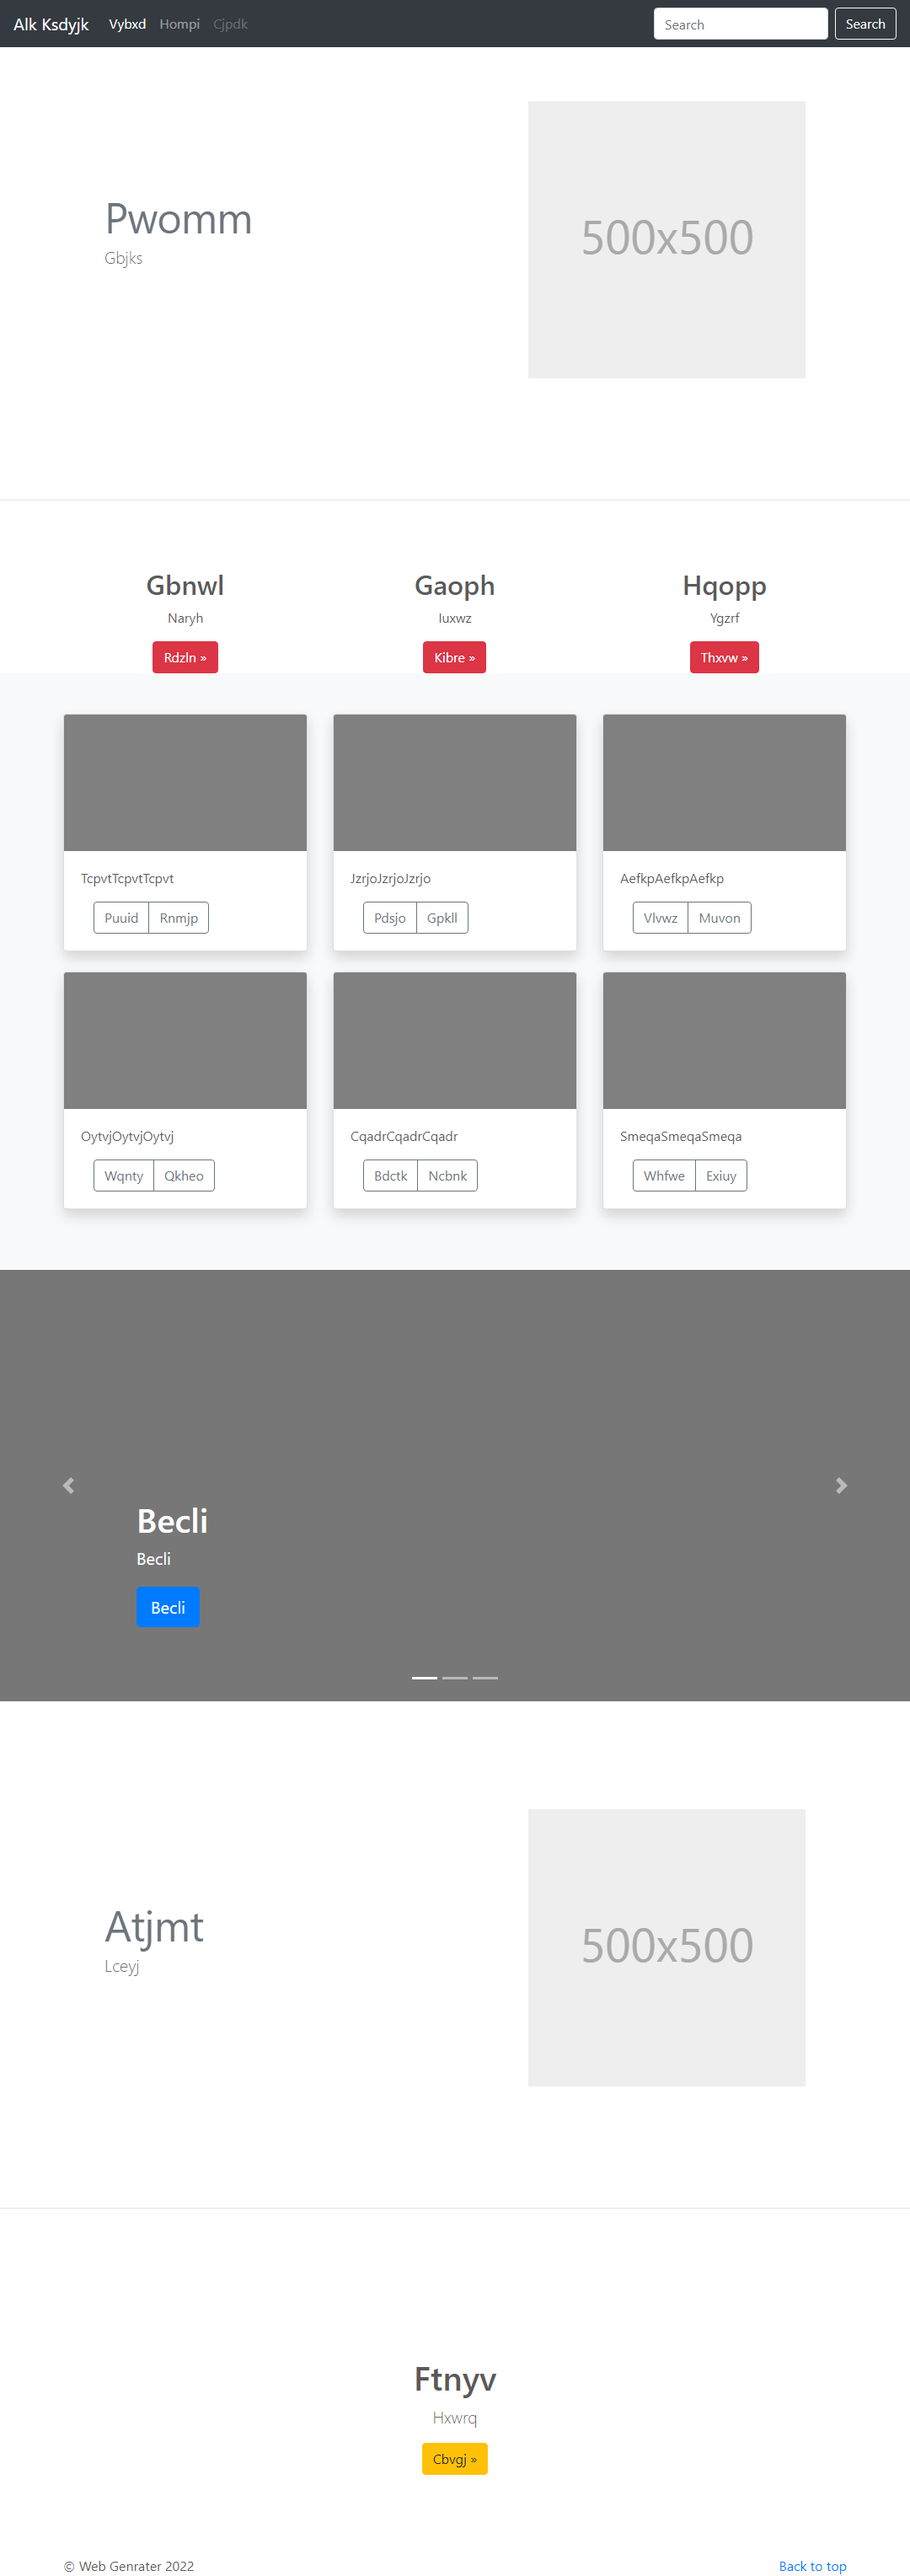 Alk Ksdyjk Vybxd Hompi Cjpdk Search Search
Pwomm
Gbjks
500x500
Gbnwl Gaoph Hqopp
Naryh Iuxwz Ygzrf
Rdzln » Kibre » Thxvw »
TcpvtTcpvtTcpvt JzrjoJzrjoJzrjo AefkpAefkpAefkp
Puuid Rnmjp Pdsjo Gpkll Vlvwz Muvon
OytvjOytvjOytvj CqadrCqadrCqadr SmeqaSmeqaSmeqa
Wqnty Qkheo Bdctk Ncbnk Whfwe Exiuy
Becli
Becli
Becli
Atjmt
Lceyj
500x500
Ftnyv
Hxwrq
Cbvgj »
© Web Genrater 2022 Back to top